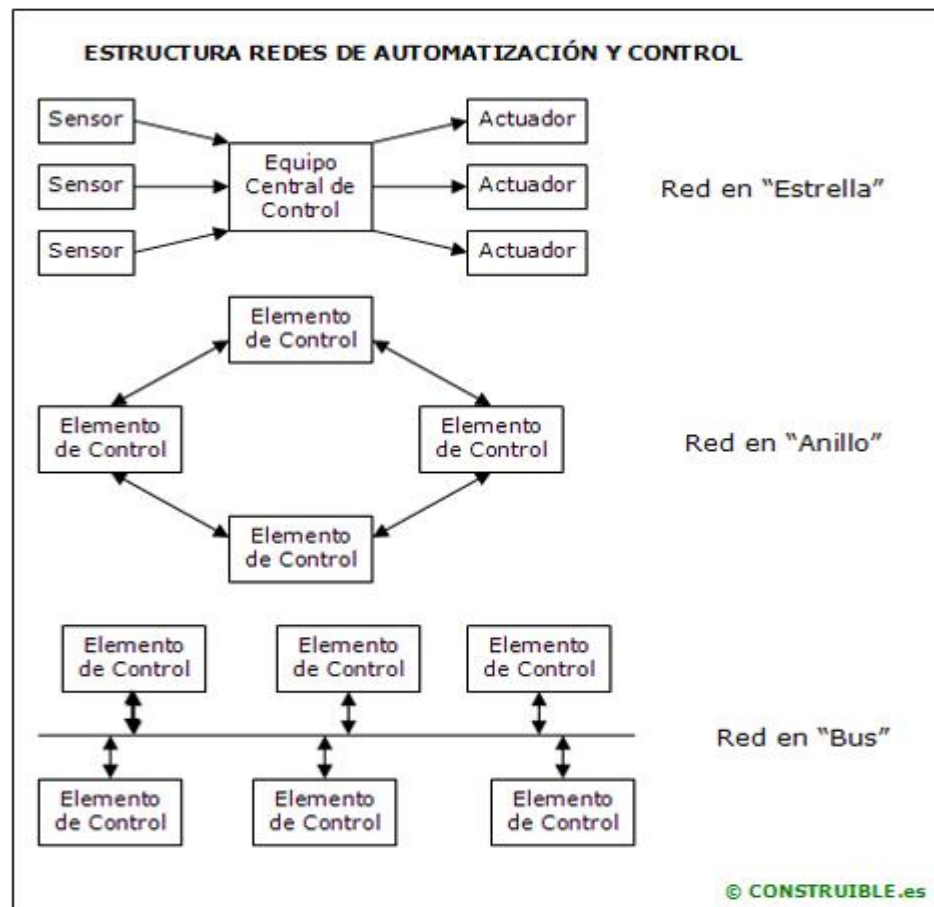 ESTRUCTURA REDES DE AUTOMATIZACIÓN Y CONTROL
Sensor
Sensor
Sensor
Equipo
Central de
Control
Actuador
Actuador
Actuador
Red en “Estrella”
Elemento
de Control
Elemento
de Control
Elemento
de Control
Elemento
de Control
Red en “Anillo”
Elemento
de Control
Elemento
de Control
Elemento
de Control
Elemento
de Control
Elemento
de Control
Elemento
de Control
Red en “Bus”
© CONSTRUIBLE.es